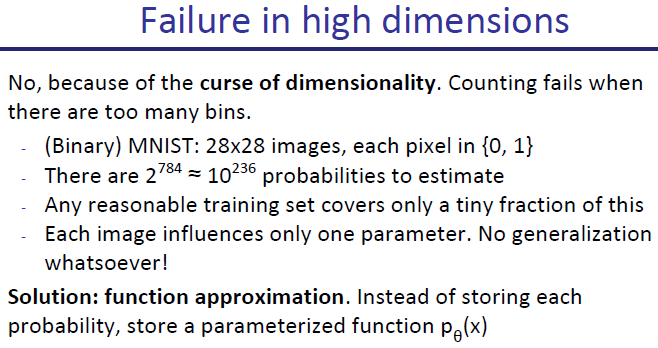 Failure in high dimensions
No, because of the curse of dimensionality. Counting fails when
there are too many bins.
- (Binary) MNIST: 28x28 images, each pixel in {0, 1}
- There are 2^784 ≈ 10^236 probabilities to estimate
- Any reasonable training set covers only a tiny fraction of this
- Each image influences only one parameter. No generalization
whatsoever!
Solution: function approximation. Instead of storing each
probability, store a parameterized function p_θ(x)